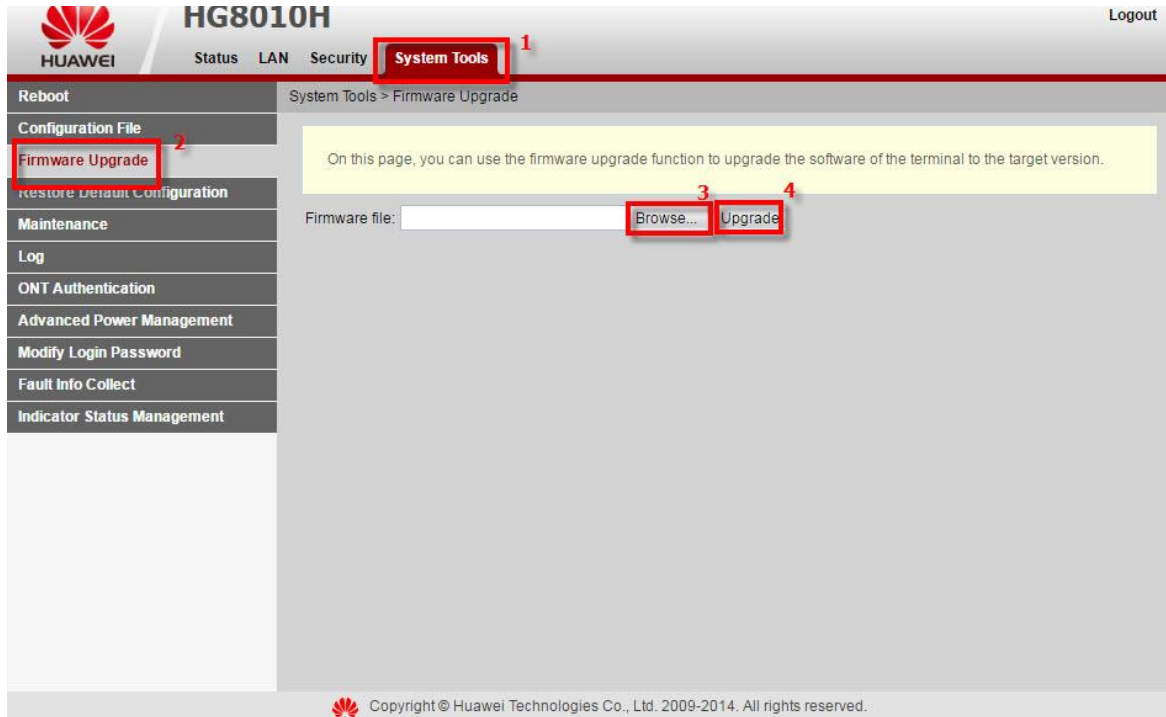 HG8010H
Logout
HUAWEI
Status LAN Security System Tools 1
Reboot
System Tools > Firmware Upgrade
Configuration File
2
Firmware Upgrade
On this page, you can use the firmware upgrade function to upgrade the software of the terminal to the target version.
Restore Default Configuration
3 4
Maintenance
Firmware file: Browse... Upgrade
Log
ONT Authentication
Advanced Power Management
Modify Login Password
Fault Info Collect
Indicator Status Management
Copyright © Huawei Technologies Co., Ltd. 2009-2014. All rights reserved.